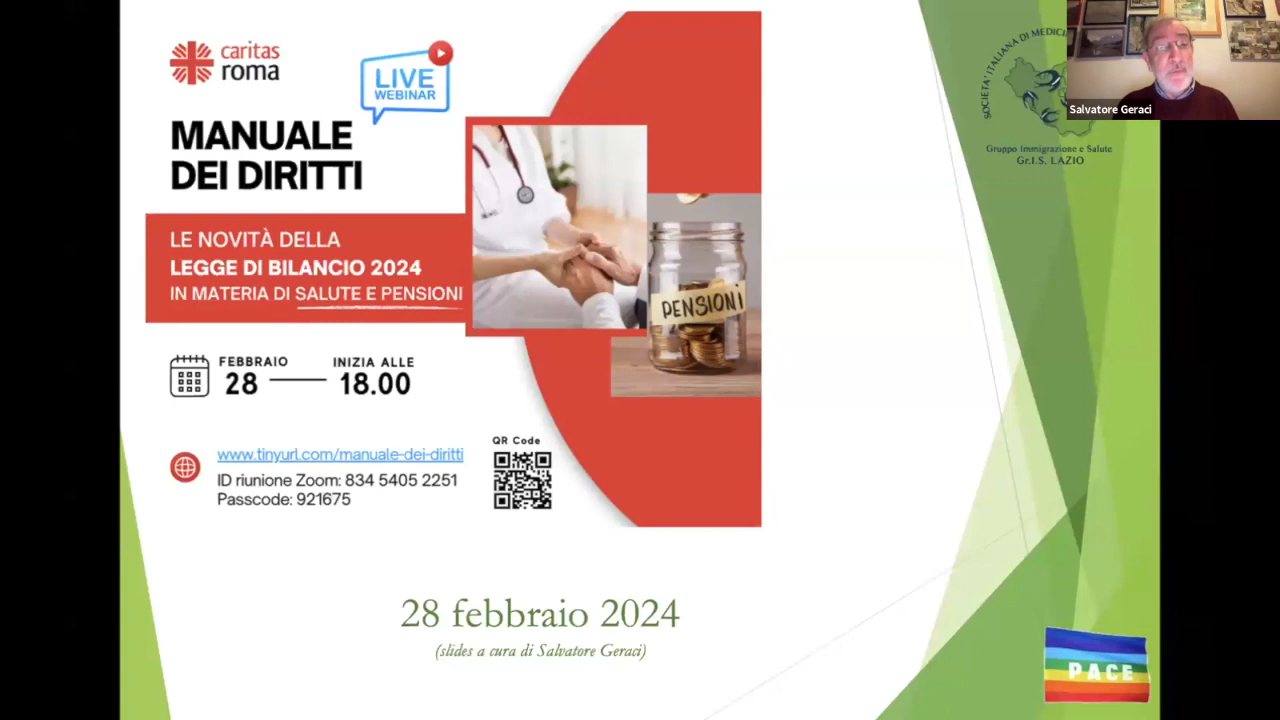 caritas
roma
LIVE
WEBINAR
MANUALE
DEI DIRITTI
LE NOVITÀ DELLA
LEGGE DI BILANCIO 2024
IN MATERIA DI SALUTE E PENSIONI
PENSIONI
FEBBRAIO
28
INIZIA ALLE
18.00
QR Code
www.tinyurl.com/manuale-dei-diritti
ID riunione Zoom: 834 5405 2251
Passcode: 921675
28 febbraio 2024
(slides a cura di Salvatore Geraci)
SOCIETA' ITALIANA DI
Gruppo Immigrazione e Salute
Gr.I.S. LAZIO
Salvatore Geraci
PACE